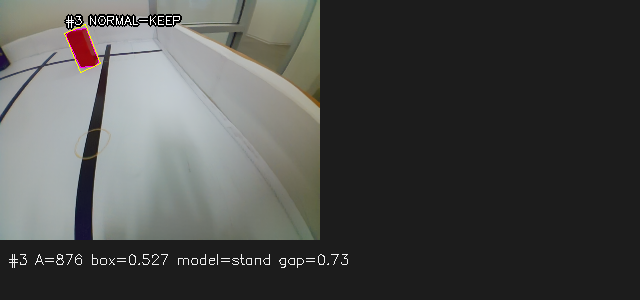 #3 NORMAL-KEEP
#3 A=876 box=0.527 model=stand gap=0.73